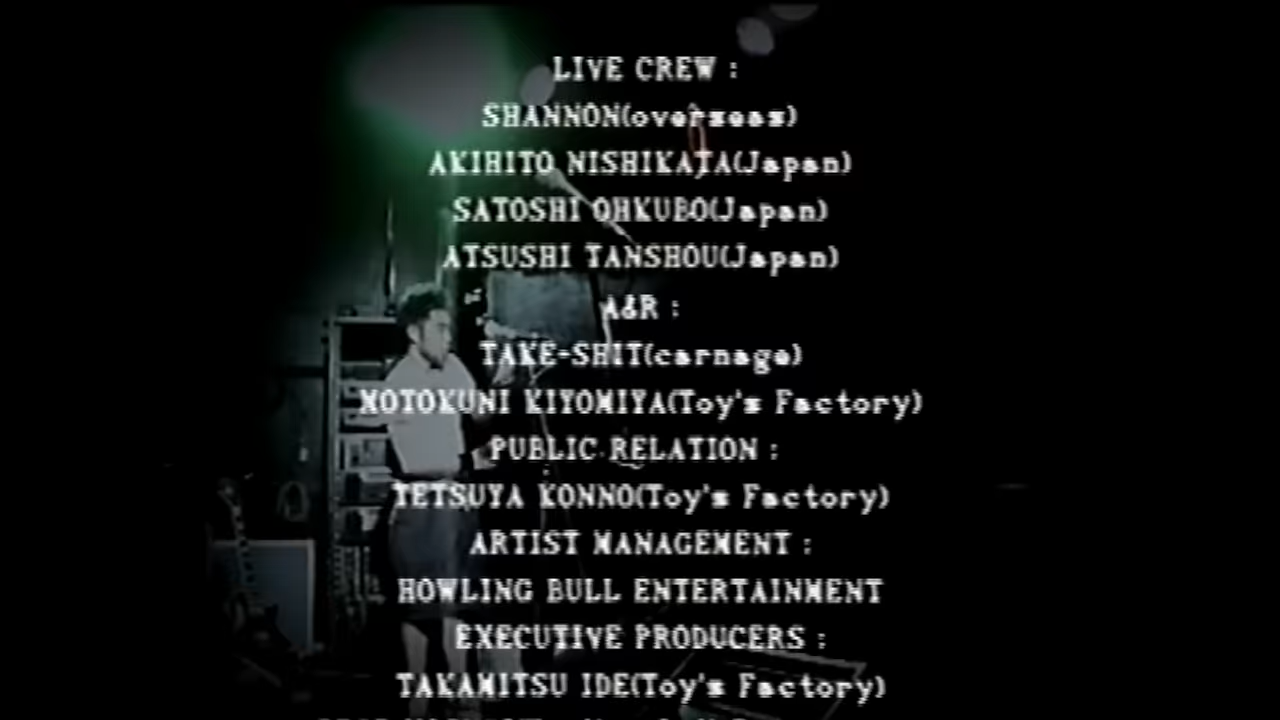 LIVE CREW :
SHANNON(overseas)
AKIHITO NISHIKATA(Japan)
SATOSHI OHKUBO(Japan)
ATSUSHI TANSHOU(Japan)
A&R :
TAKE-SHIT(carnage)
MOTOKUNI KIYOMIYA(Toy's Factory)
PUBLIC RELATION :
TETSUYA KONNO(Toy's Factory)
ARTIST MANAGEMENT :
HOWLING BULL ENTERTAINMENT
EXECUTIVE PRODUCERS :
TAKAMITSU IDE(Toy's Factory)